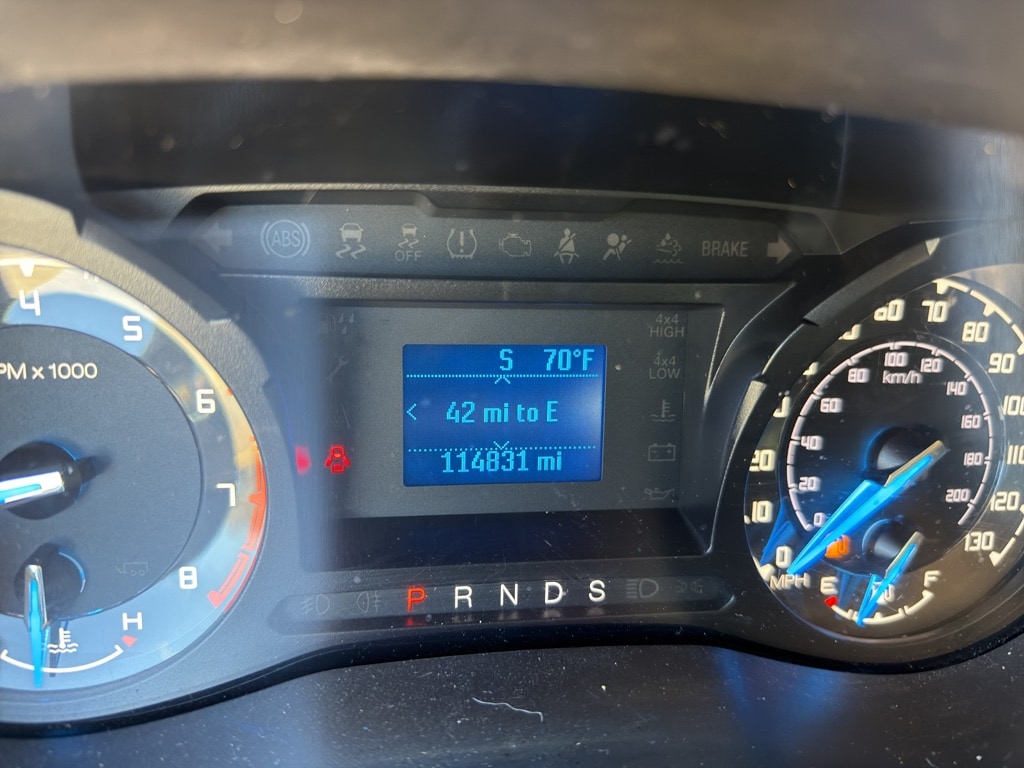 ABS
OFF
BRAKE
4
5
6
7
8
PM x 1000
H
S 70°F
< 42 mi to E
114831 mi
4x4
HIGH
4x4
LOW
P R N D S
0
10
20
60
70
80
90
100
110
120
130
MPH
0
20
40
60
80
100
120
140
160
180
200
km/h
E
F